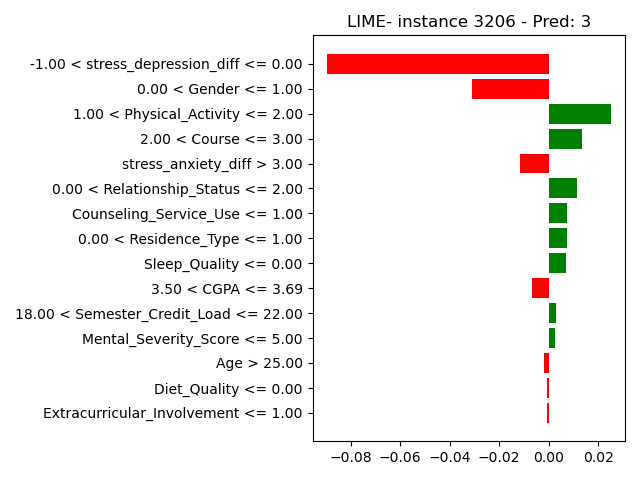 LIME- instance 3206 - Pred: 3
-1.00 < stress_depression_diff <= 0.00
0.00 < Gender <= 1.00
1.00 < Physical_Activity <= 2.00
2.00 < Course <= 3.00
stress_anxiety_diff > 3.00
0.00 < Relationship_Status <= 2.00
Counseling_Service_Use <= 1.00
0.00 < Residence_Type <= 1.00
Sleep_Quality <= 0.00
3.50 < CGPA <= 3.69
18.00 < Semester_Credit_Load <= 22.00
Mental_Severity_Score <= 5.00
Age > 25.00
Diet_Quality <= 0.00
Extracurricular_Involvement <= 1.00
−0.08 −0.06 −0.04 −0.02 0.00 0.02